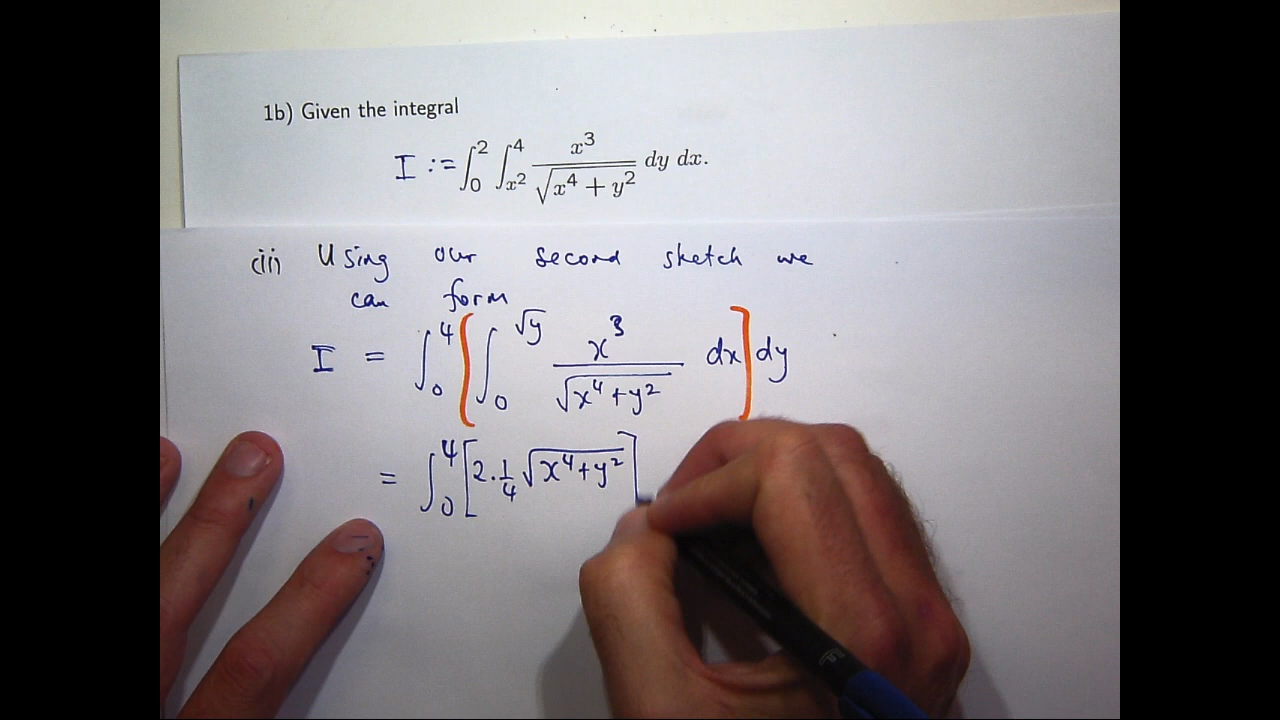 1b) Given the integral
I := ∫₀² ∫ₓ²⁴ x³ / √(x⁴ + y²) dy dx.
(ii) Using our second sketch we
can form
I = ∫₀⁴ [ ∫₀^√y x³ / √(x⁴+y²) dx ] dy
= ∫₀⁴ [ 2·1/4 √(x⁴+y²) ]